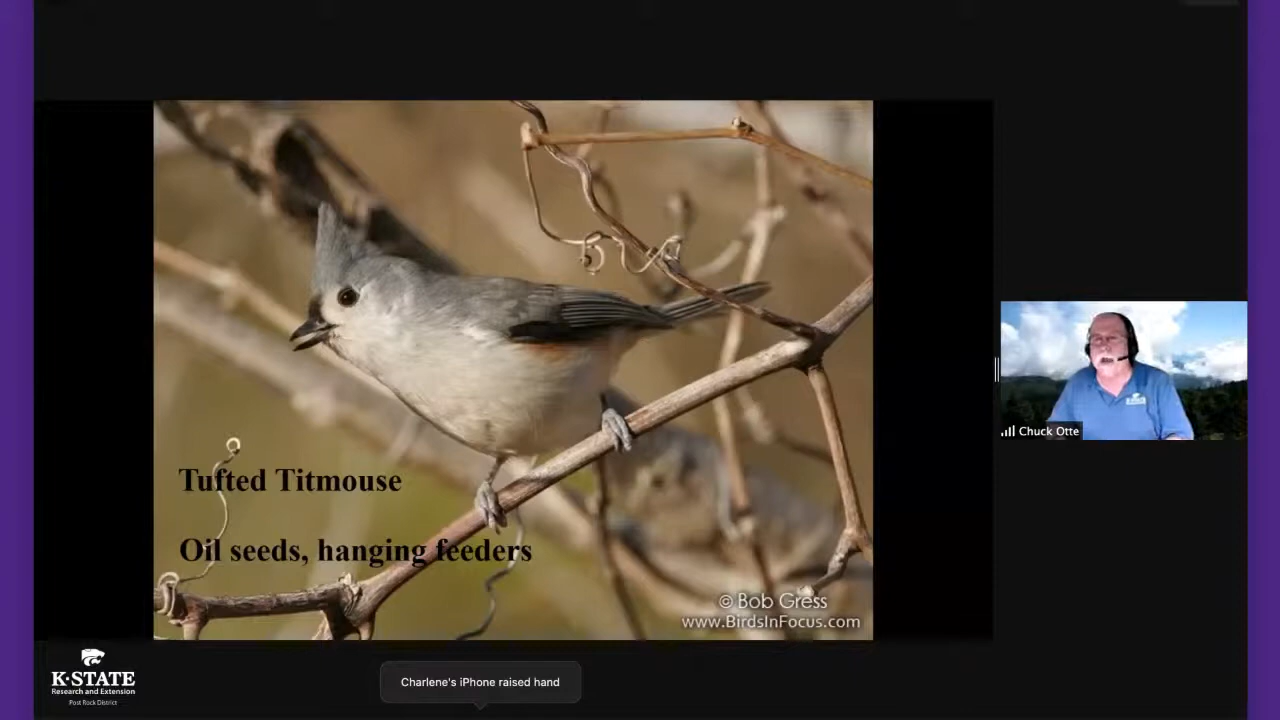 Tufted Titmouse
Oil seeds, hanging feeders
© Bob Gress
www.BirdsInFocus.com
Chuck Otte
K·STATE
Research and Extension
Post Rock District
Charlene's iPhone raised hand